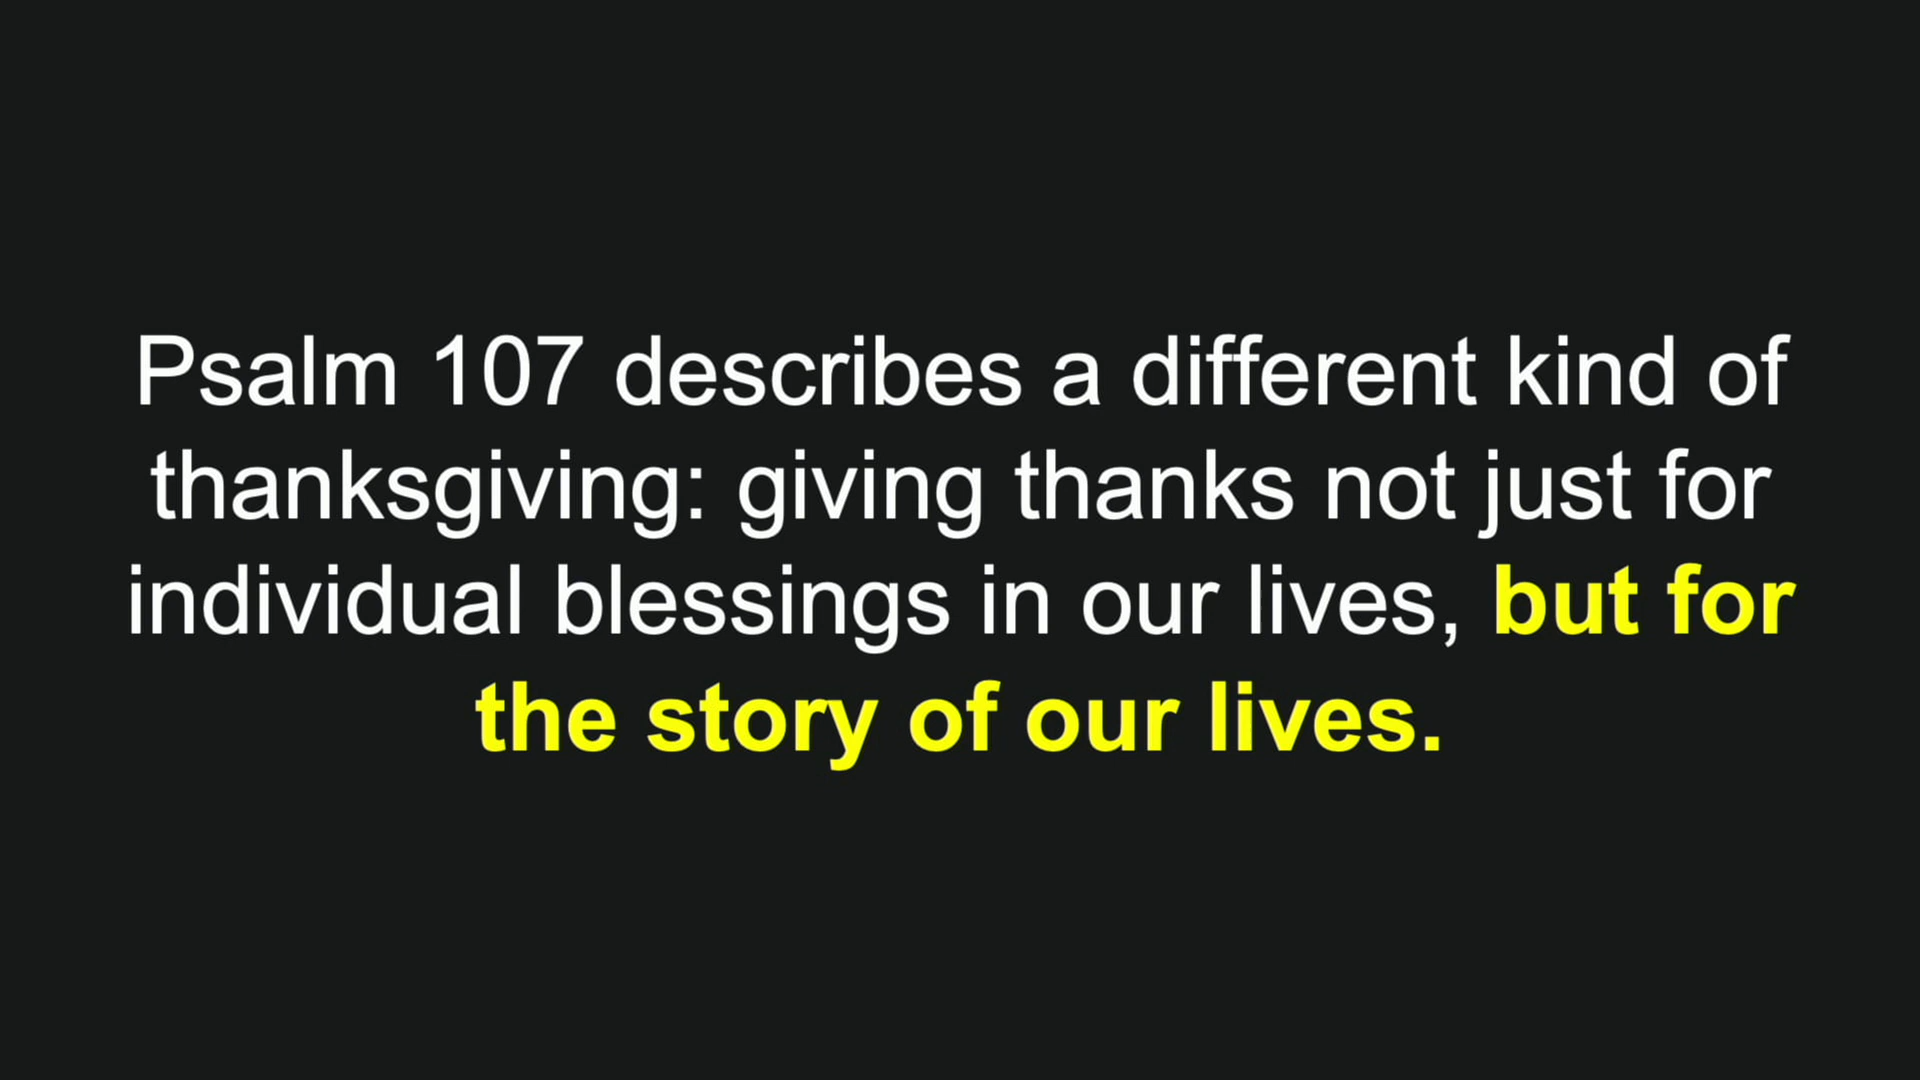 Psalm 107 describes a different kind of
thanksgiving: giving thanks not just for
individual blessings in our lives, but for
the story of our lives.